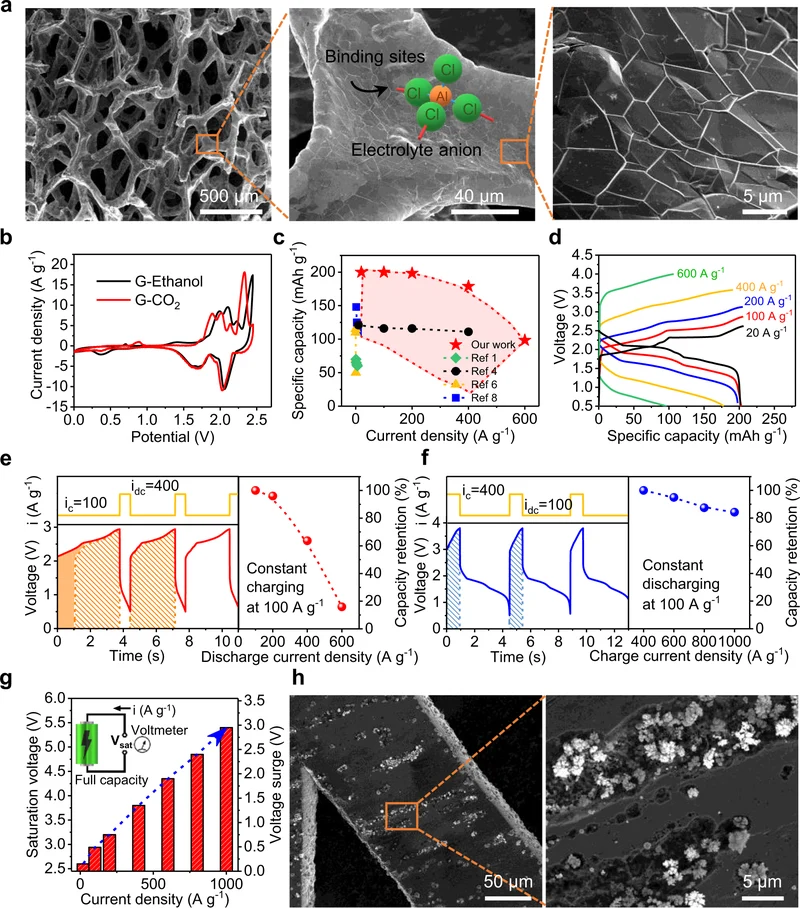 a
Binding sites
Cl
Cl
Al
Cl
Cl
Electrolyte anion
500 μm
40 μm
5 μm
b
Current density (A g⁻¹)
20
15
10
5
0
-5
-10
-15
G-Ethanol
G-CO₂
0.0 0.5 1.0 1.5 2.0 2.5
Potential (V)
c
Specific capacity (mAh g⁻¹)
200
150
100
50
0
Our work
Ref 1
Ref 4
Ref 6
Ref 8
0 200 400 600
Current density (A g⁻¹)
d
Voltage (V)
4.5
4.0
3.5
3.0
2.5
2.0
1.5
1.0
0.5
600 A g⁻¹
400 A g⁻¹
200 A g⁻¹
100 A g⁻¹
20 A g⁻¹
0 50 100 150 200 250
Specific capacity (mAh g⁻¹)
e
i (A g⁻¹)
i_c=100
i_dc=400
Voltage (V)
3
2
1
0
0 2 4 6 8 10
Time (s)
Constant
charging
at 100 A g⁻¹
0 200 400 600
Discharge current density (A g⁻¹)
100
80
60
40
20
0
Capacity retention (%)
f
i (A g⁻¹)
i_c=400
i_dc=100
Voltage (V)
4
3
2
1
0
0 2 4 6 8 10 12
Time (s)
Constant
discharging
at 100 A g⁻¹
400 600 800 1000
Charge current density (A g⁻¹)
100
80
60
40
20
0
Capacity retention (%)
g
Saturation voltage (V)
6.0
5.5
5.0
4.5
4.0
3.5
3.0
2.5
i (A g⁻¹)
Voltmeter
V_sat
Full capacity
3.5
3.0
2.5
2.0
1.5
1.0
0.5
0.0
Voltage surge (V)
0 500 1000
Current density (A g⁻¹)
h
50 μm
5 μm